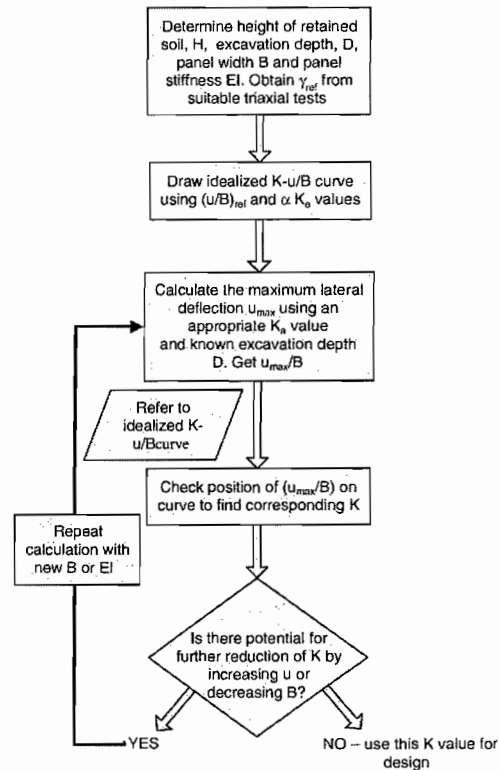 Determine height of retained
soil, H, excavation depth, D,
panel width B and panel
stiffness EI. Obtain γref from
suitable triaxial tests
Draw idealized K-u/B curve
using (u/B)ref and α Ka values
Calculate the maximum lateral
deflection umax using an
appropriate Ka value
and known excavation depth
D. Get umax/B
Refer to
idealized K-
u/Bcurve
Check position of (umax/B) on
curve to find corresponding K
Repeat
calculation with
new B or EI
Is there potential for
further reduction of K by
increasing u or
decreasing B?
YES
NO – use this K value for
design